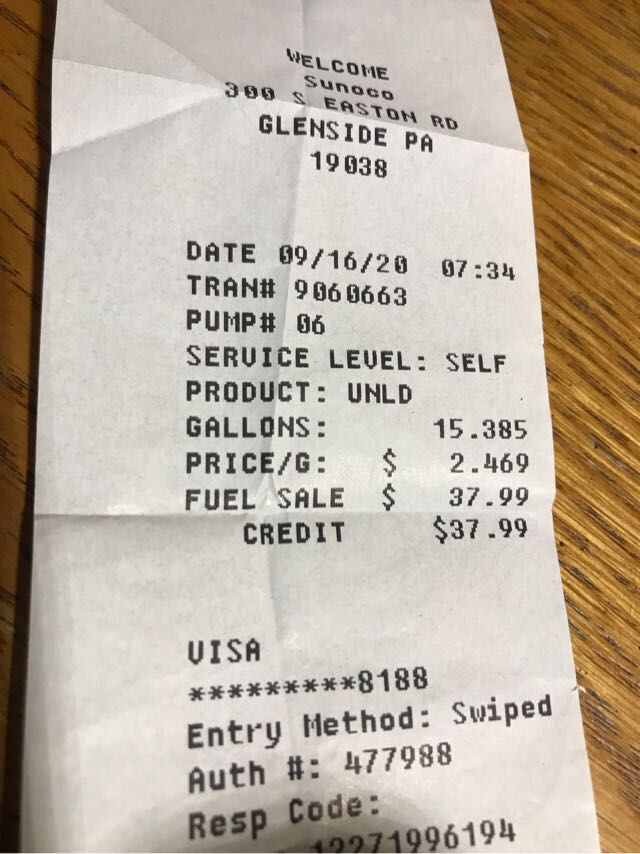 WELCOME
Sunoco
300 S EASTON RD
GLENSIDE PA
19038
DATE 09/16/20 07:34
TRAN# 9060663
PUMP# 06
SERVICE LEVEL: SELF
PRODUCT: UNLD
GALLONS: 15.385
PRICE/G: $ 2.469
FUEL SALE $ 37.99
CREDIT $37.99
VISA
*********8188
Entry Method: Swiped
Auth #: 477988
Resp Code:
12271996194